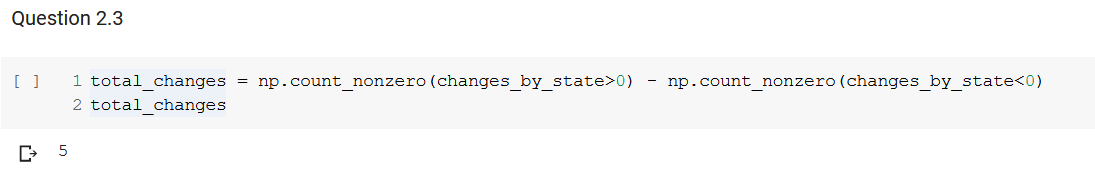 Question 2.3
[ ] 1 total_changes = np.count_nonzero(changes_by_state>0) - np.count_nonzero(changes_by_state<0)
2 total_changes
5